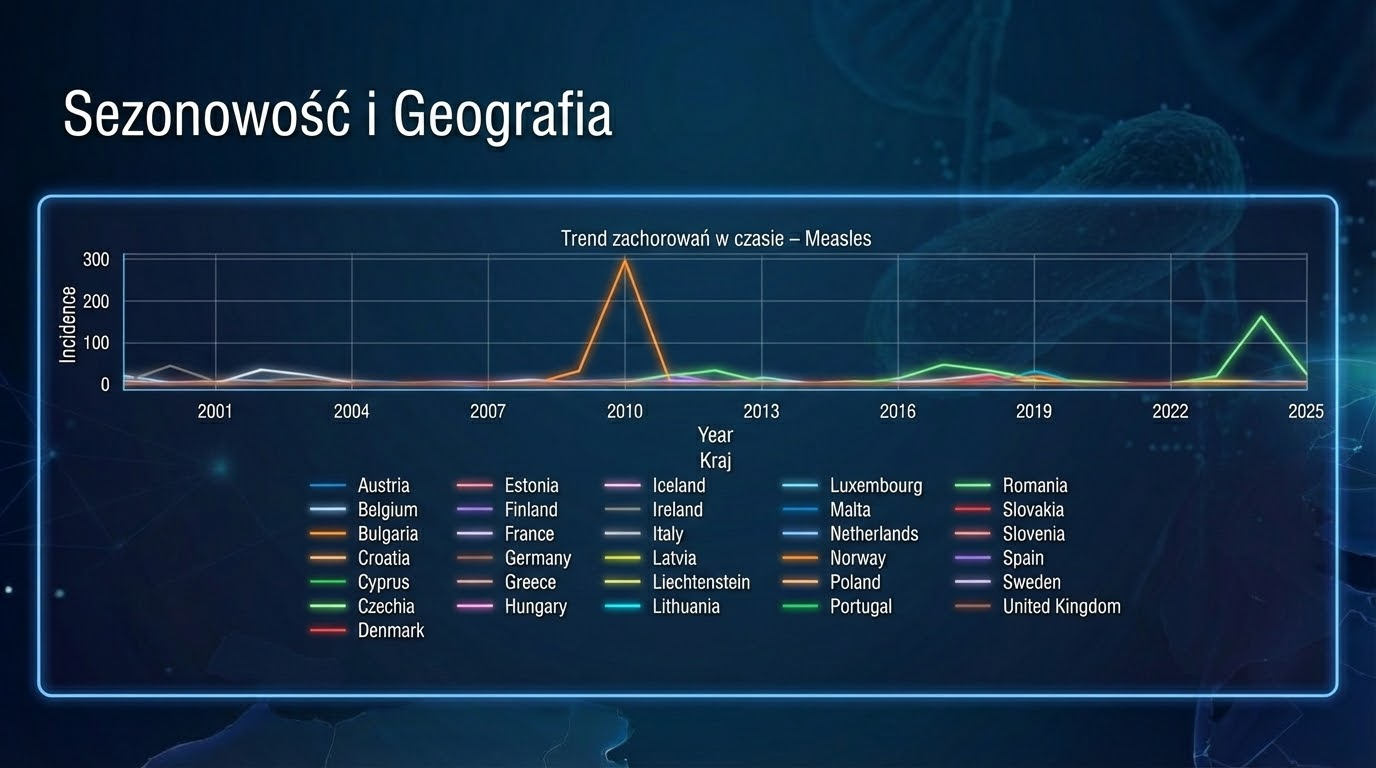 Sezonowość i Geografia
Trend zachorowań w czasie – Measles
Incidence
300
200
100
0
2001 2004 2007 2010 2013 2016 2019 2022 2025
Year
Kraj
Austria Estonia Iceland Luxembourg Romania
Belgium Finland Ireland Malta Slovakia
Bulgaria France Italy Netherlands Slovenia
Croatia Germany Latvia Norway Spain
Cyprus Greece Liechtenstein Poland Sweden
Czechia Hungary Lithuania Portugal United Kingdom
Denmark